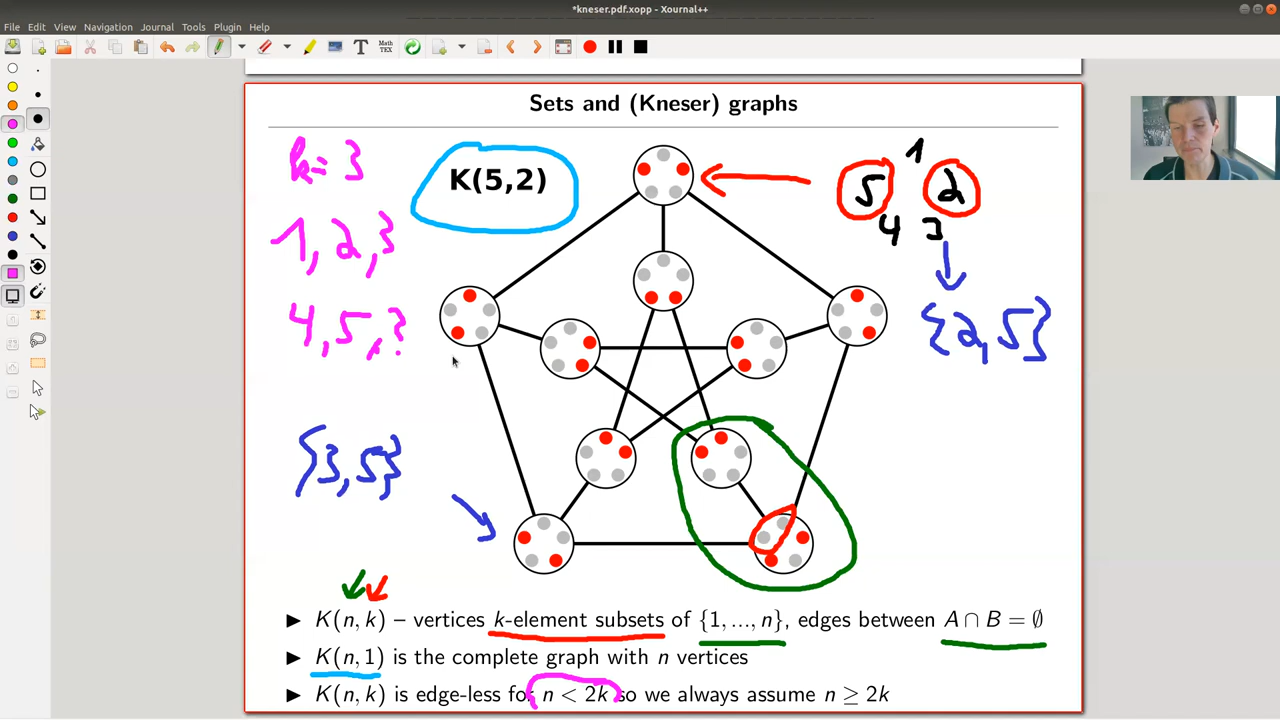 *kneser.pdf.xopp - Xournal++
File Edit View Navigation Journal Tools Plugin Help
T Math TEX
Sets and (Kneser) graphs
k=3
K(5,2)
1
5 2
4 3
1,2,3
{2,5}
4,5,?
{3,5}
► K(n, k) – vertices k-element subsets of {1, ..., n}, edges between A ∩ B = ∅
► K(n, 1) is the complete graph with n vertices
► K(n, k) is edge-less for n < 2k so we always assume n ≥ 2k